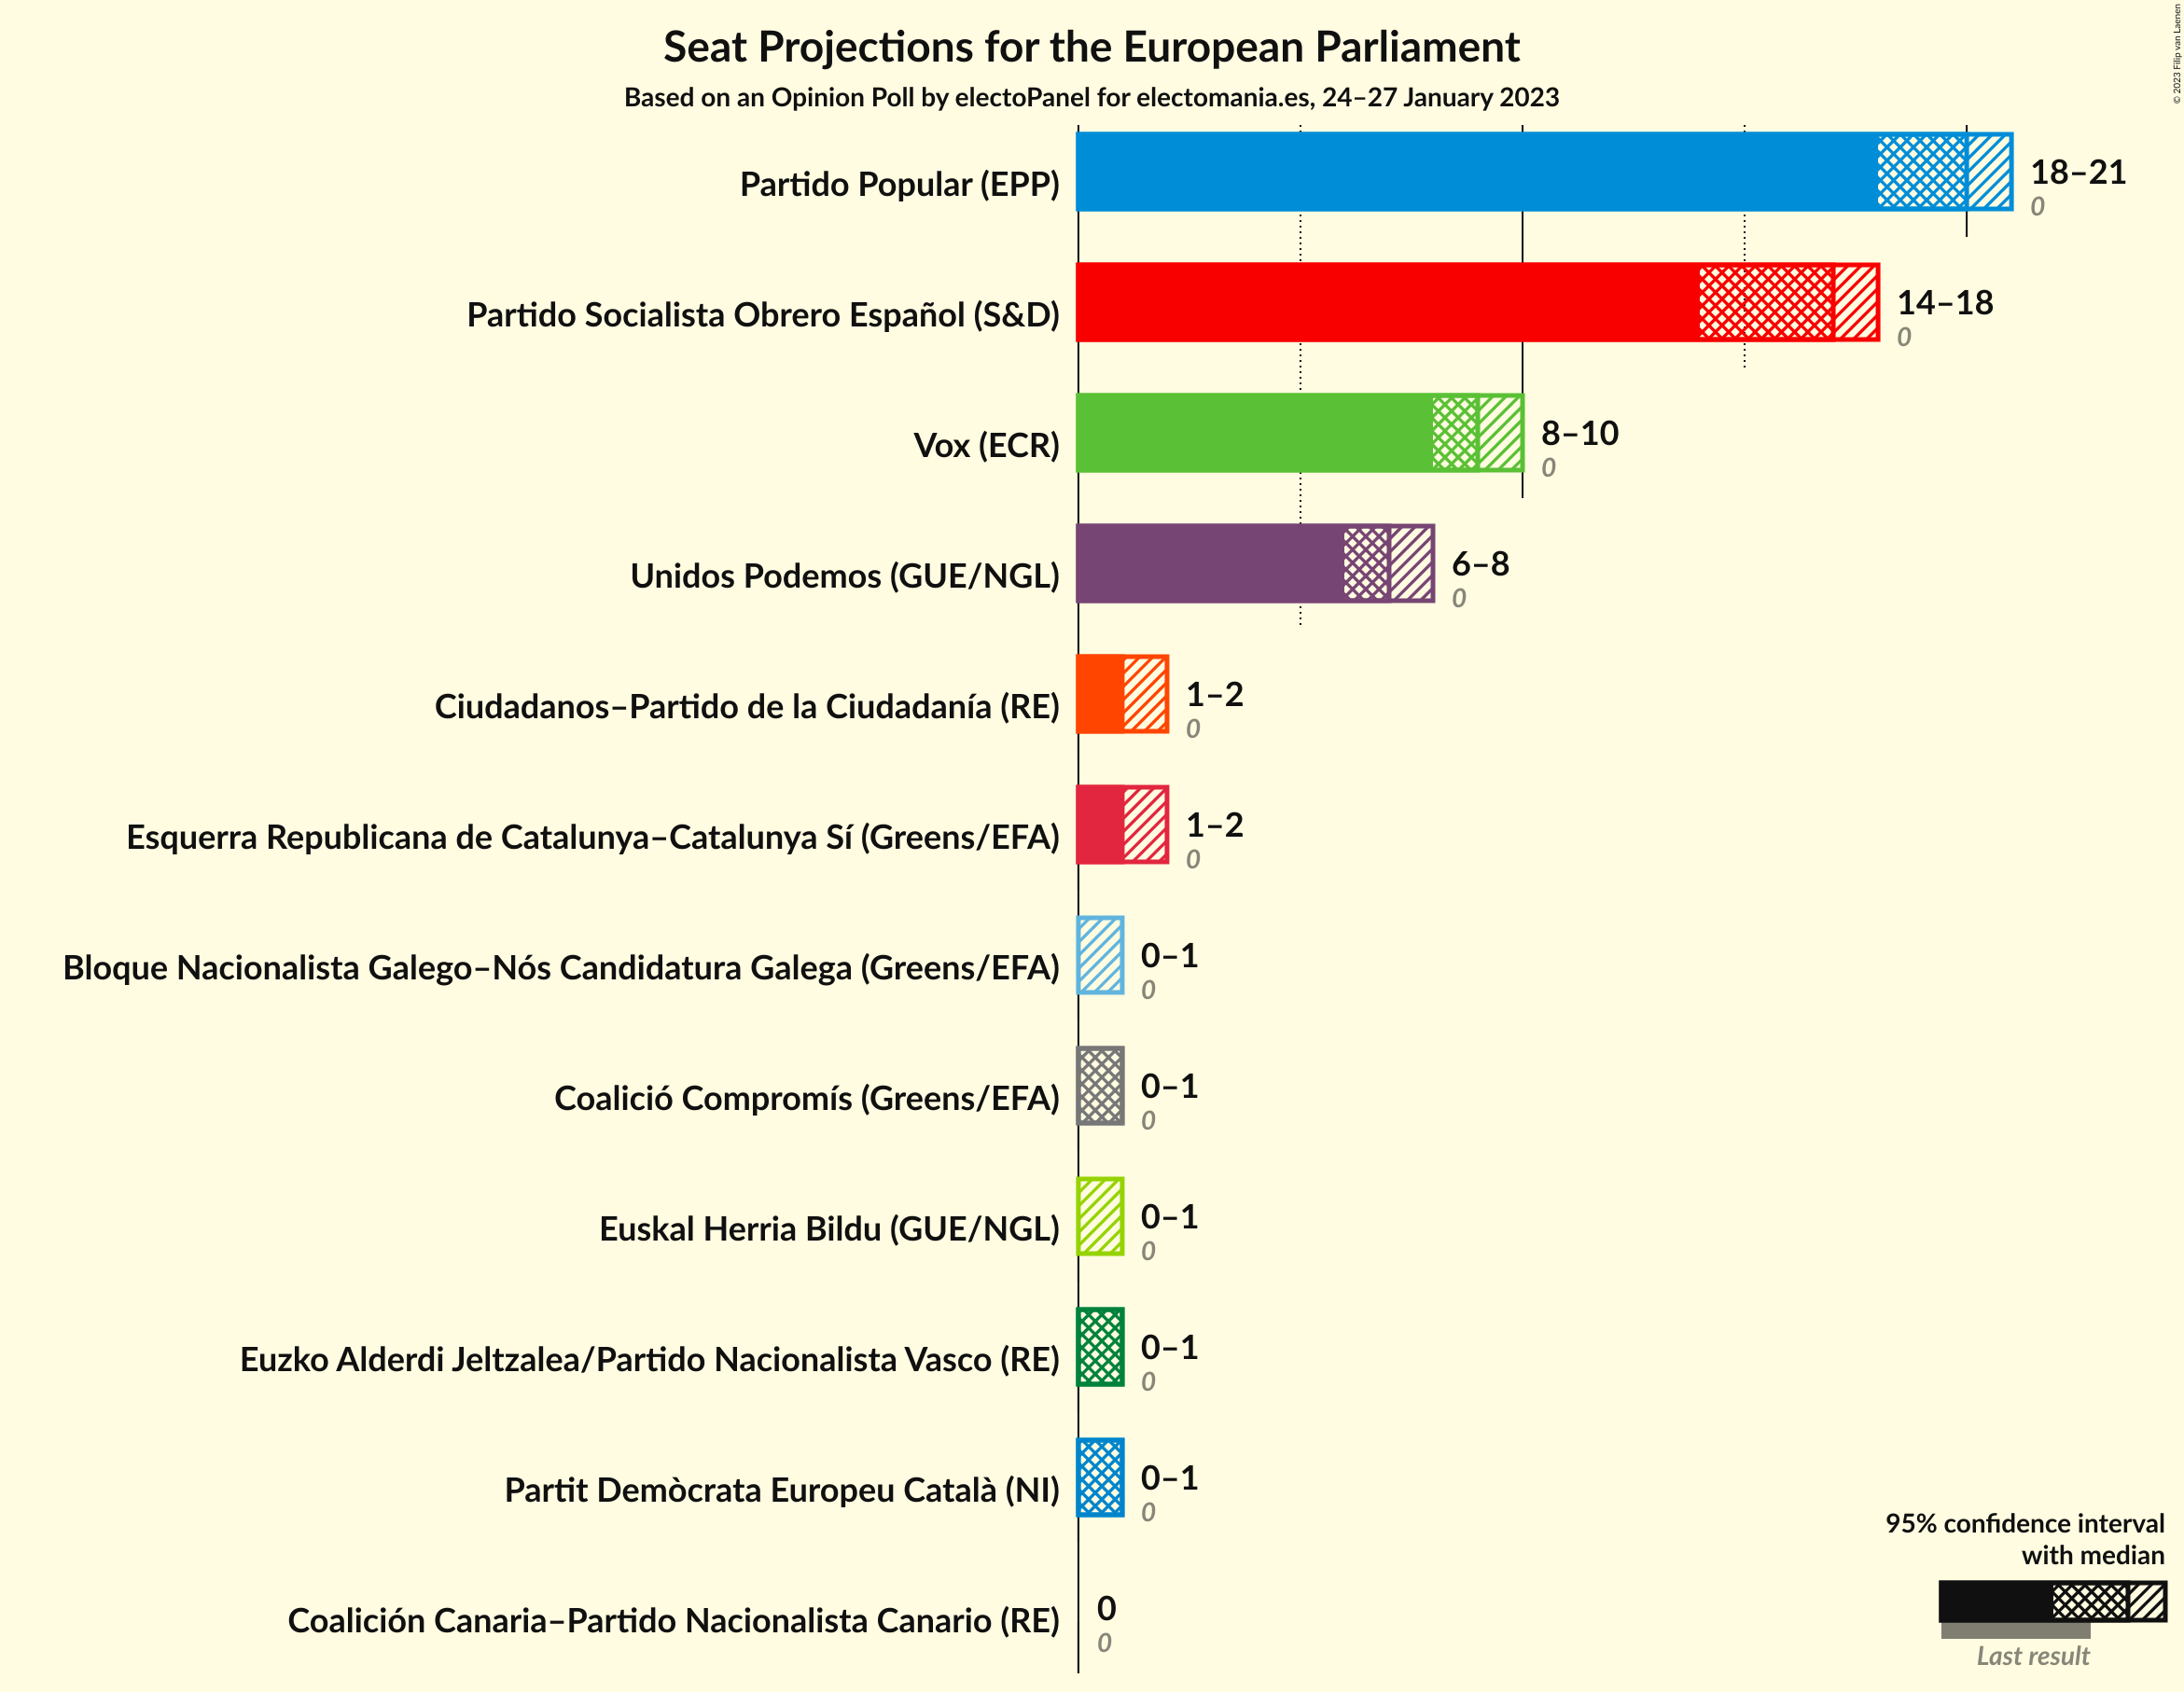 © 2023 Filip van Laenen
Seat Projections for the European Parliament
Based on an Opinion Poll by electoPanel for electomania.es, 24–27 January 2023
Partido Popular (EPP)
18–21
0
Partido Socialista Obrero Español (S&D)
14–18
0
Vox (ECR)
8–10
0
Unidos Podemos (GUE/NGL)
6–8
0
Ciudadanos–Partido de la Ciudadanía (RE)
1–2
0
Esquerra Republicana de Catalunya–Catalunya Sí (Greens/EFA)
1–2
0
Bloque Nacionalista Galego–Nós Candidatura Galega (Greens/EFA)
0–1
0
Coalició Compromís (Greens/EFA)
0–1
0
Euskal Herria Bildu (GUE/NGL)
0–1
0
Euzko Alderdi Jeltzalea/Partido Nacionalista Vasco (RE)
0–1
0
Partit Demòcrata Europeu Català (NI)
0–1
0
Coalición Canaria–Partido Nacionalista Canario (RE)
0
0
95% confidence interval
with median
Last result